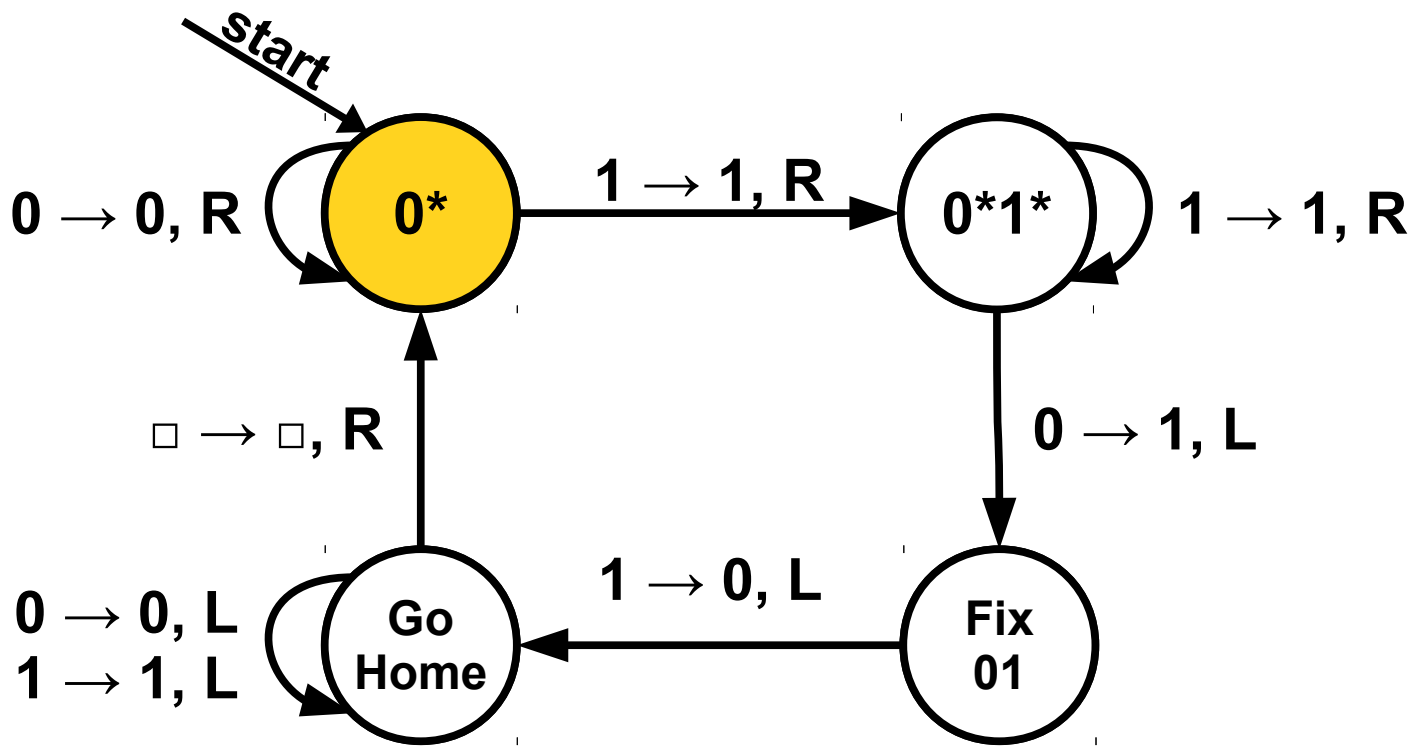 start
0 → 0, R
0*
1 → 1, R
0*1*
1 → 1, R
□ → □, R
0 → 1, L
0 → 0, L
1 → 1, L
Go
Home
1 → 0, L
Fix
01